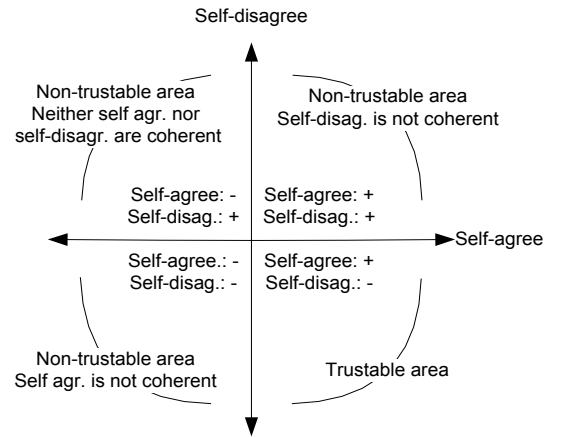 Self-disagree
Non-trustable area
Neither self agr. nor
self-disagr. are coherent
Non-trustable area
Self-disag. is not coherent
Self-agree: -
Self-disag.: +
Self-agree: +
Self-disag.: +
Self-agree
Self-agree.: -
Self-disag.: -
Self-agree: +
Self-disag.: -
Non-trustable area
Self agr. is not coherent
Trustable area